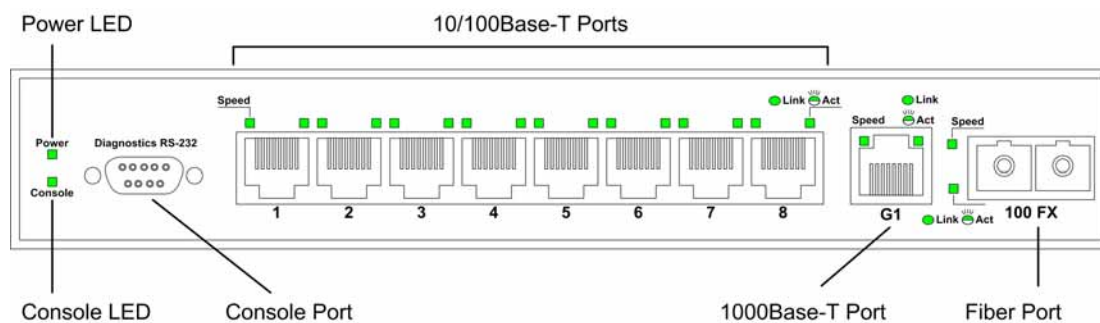 Power LED
10/100Base-T Ports
Speed
Link Act
Link
Act
Power
Diagnostics RS-232
Speed
Speed
Console
1 2 3 4 5 6 7 8
G1
100 FX
Link Act
Console LED
Console Port
1000Base-T Port
Fiber Port